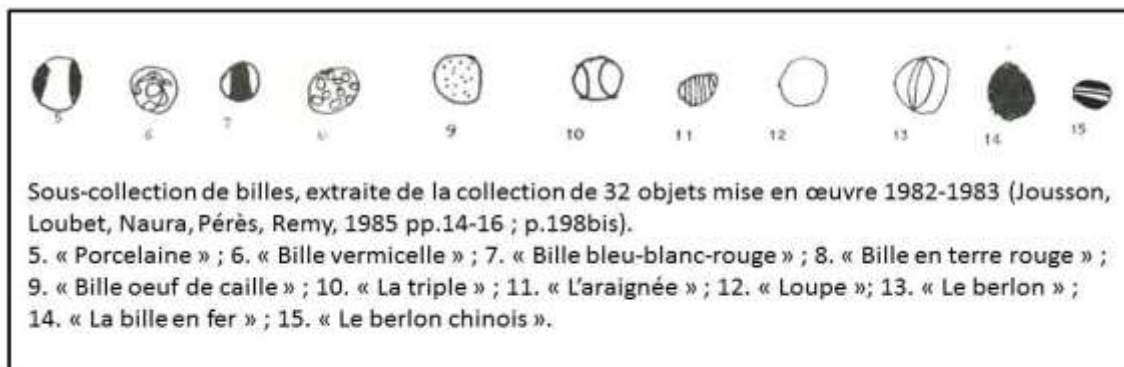 5 6 7 8 9 10 11 12 13 14 15
Sous-collection de billes, extraite de la collection de 32 objets mise en œuvre 1982-1983 (Jousson,
Loubet, Naura, Pérès, Remy, 1985 pp.14-16 ; p.198bis).
5. « Porcelaine » ; 6. « Bille vermicelle » ; 7. « Bille bleu-blanc-rouge » ; 8. « Bille en terre rouge » ;
9. « Bille oeuf de caille » ; 10. « La triple » ; 11. « L’araignée » ; 12. « Loupe »; 13. « Le berlon » ;
14. « La bille en fer » ; 15. « Le berlon chinois ».